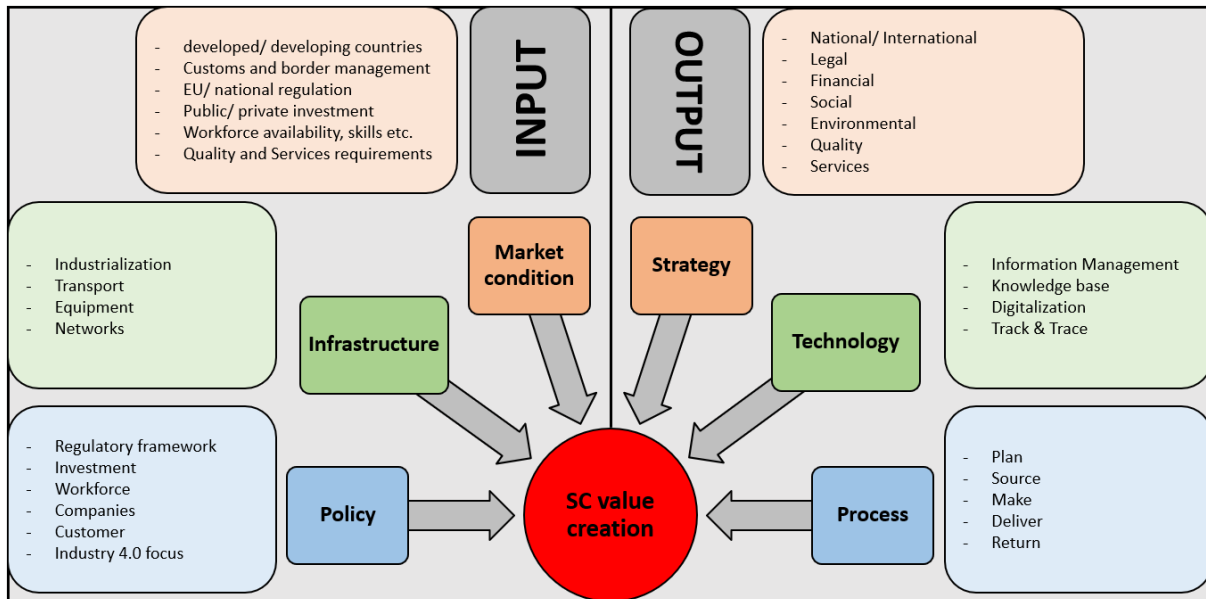 - developed/ developing countries
- Customs and border management
- EU/ national regulation
- Public/ private investment
- Workforce availability, skills etc.
- Quality and Services requirements
INPUT
OUTPUT
- National/ International
- Legal
- Financial
- Social
- Environmental
- Quality
- Services
- Industrialization
- Transport
- Equipment
- Networks
Infrastructure
Market
condition
Strategy
Technology
- Information Management
- Knowledge base
- Digitalization
- Track & Trace
- Regulatory framework
- Investment
- Workforce
- Companies
- Customer
- Industry 4.0 focus
Policy
SC value
creation
Process
- Plan
- Source
- Make
- Deliver
- Return